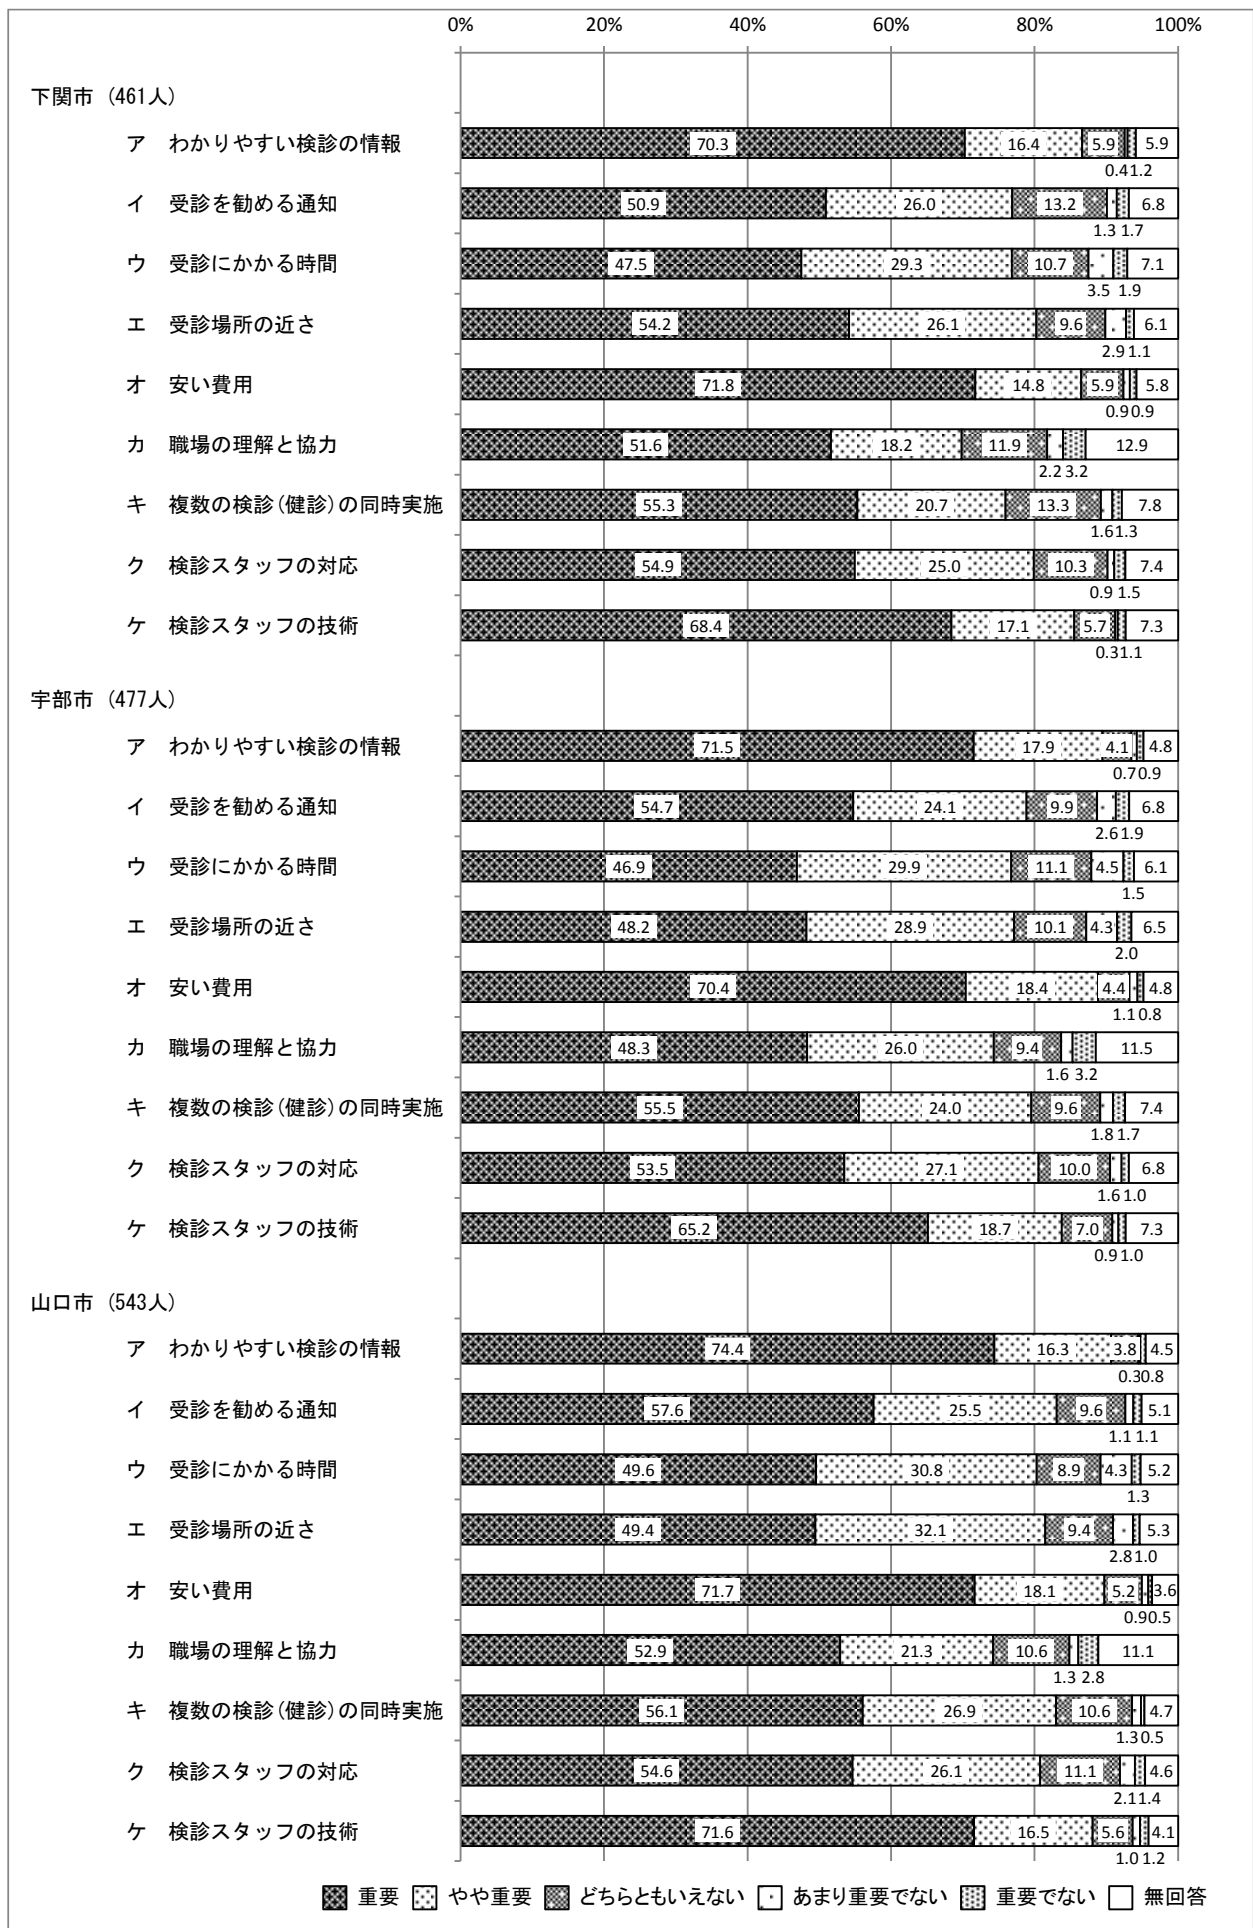 0% 20% 40% 60% 80% 100%
下関市 (461人)
ア わかりやすい検診の情報 70.3 16.4 5.9 5.9
0.4 1.2
イ 受診を勧める通知 50.9 26.0 13.2 6.8
1.3 1.7
ウ 受診にかかる時間 47.5 29.3 10.7 7.1
3.5 1.9
エ 受診場所の近さ 54.2 26.1 9.6 6.1
2.9 1.1
オ 安い費用 71.8 14.8 5.9 5.8
0.9 0.9
カ 職場の理解と協力 51.6 18.2 11.9 12.9
2.2 3.2
キ 複数の検診(健診)の同時実施 55.3 20.7 13.3 7.8
1.6 1.3
ク 検診スタッフの対応 54.9 25.0 10.3 7.4
0.9 1.5
ケ 検診スタッフの技術 68.4 17.1 5.7 7.3
0.3 1.1
宇部市 (477人)
ア わかりやすい検診の情報 71.5 17.9 4.1 4.8
0.7 0.9
イ 受診を勧める通知 54.7 24.1 9.9 6.8
2.6 1.9
ウ 受診にかかる時間 46.9 29.9 11.1 4.5 6.1
1.5
エ 受診場所の近さ 48.2 28.9 10.1 4.3 6.5
2.0
オ 安い費用 70.4 18.4 4.4 4.8
1.1 0.8
カ 職場の理解と協力 48.3 26.0 9.4 11.5
1.6 3.2
キ 複数の検診(健診)の同時実施 55.5 24.0 9.6 7.4
1.8 1.7
ク 検診スタッフの対応 53.5 27.1 10.0 6.8
1.6 1.0
ケ 検診スタッフの技術 65.2 18.7 7.0 7.3
0.9 1.0
山口市 (543人)
ア わかりやすい検診の情報 74.4 16.3 3.8 4.5
0.3 0.8
イ 受診を勧める通知 57.6 25.5 9.6 5.1
1.1 1.1
ウ 受診にかかる時間 49.6 30.8 8.9 4.3 5.2
1.3
エ 受診場所の近さ 49.4 32.1 9.4 5.3
2.8 1.0
オ 安い費用 71.7 18.1 5.2 3.6
0.9 0.5
カ 職場の理解と協力 52.9 21.3 10.6 11.1
1.3 2.8
キ 複数の検診(健診)の同時実施 56.1 26.9 10.6 4.7
1.3 0.5
ク 検診スタッフの対応 54.6 26.1 11.1 4.6
2.1 1.4
ケ 検診スタッフの技術 71.6 16.5 5.6 4.1
1.0 1.2
重要 やや重要 どちらともいえない あまり重要でない 重要でない 無回答